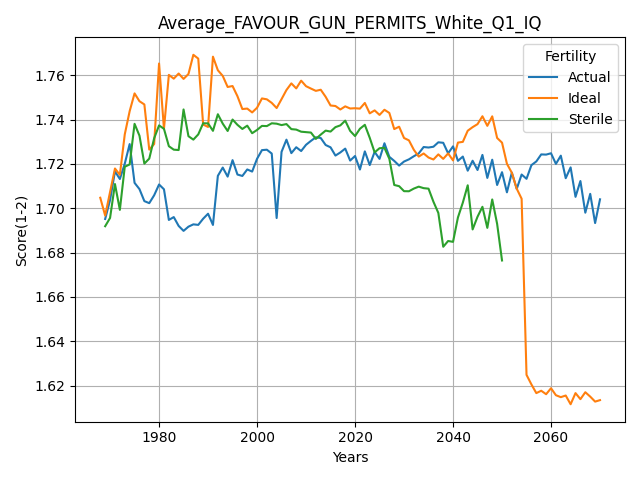 Average_FAVOUR_GUN_PERMITS_White_Q1_IQ
Fertility
Actual
Ideal
Sterile
Score(1-2)
1.76
1.74
1.72
1.70
1.68
1.66
1.64
1.62
1980
2000
2020
2040
2060
Years